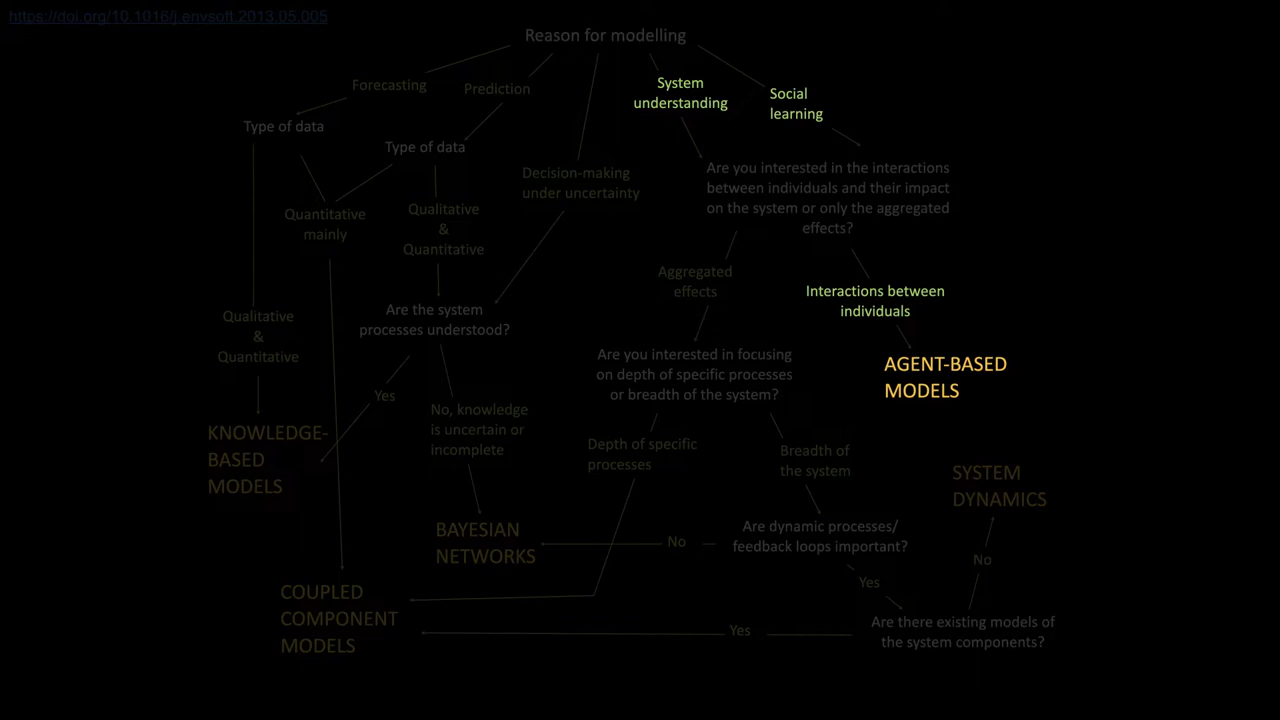 https://doi.org/10.1016/j.envsoft.2013.05.005
Reason for modelling
Forecasting
Prediction
System
understanding
Social
learning
Type of data
Type of data
Decision-making
under uncertainty
Are you interested in the interactions
between individuals and their impact
on the system or only the aggregated
effects?
Quantitative
mainly
Qualitative
&
Quantitative
Aggregated
effects
Interactions between
individuals
Qualitative
&
Quantitative
Are the system
processes understood?
Are you interested in focusing
on depth of specific processes
or breadth of the system?
AGENT-BASED
MODELS
Yes
No, knowledge
is uncertain or
incomplete
KNOWLEDGE-
BASED
MODELS
Depth of specific
processes
Breadth of
the system
SYSTEM
DYNAMICS
BAYESIAN
NETWORKS
No
Are dynamic processes/
feedback loops important?
No
Yes
COUPLED
COMPONENT
MODELS
Yes
Are there existing models of
the system components?